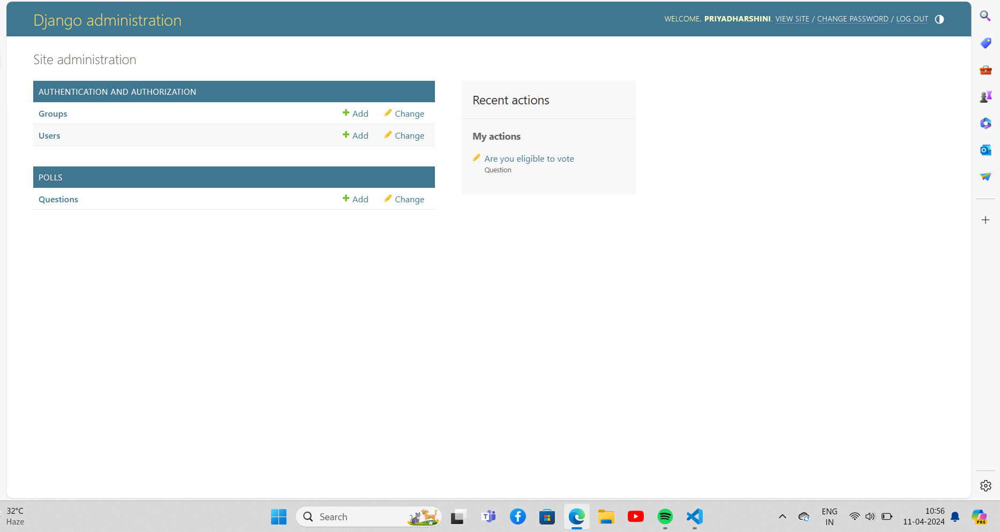 Django administration
WELCOME, PRIYADHARSHINI. VIEW SITE / CHANGE PASSWORD / LOG OUT
Site administration
AUTHENTICATION AND AUTHORIZATION
Groups Add Change
Users Add Change
POLLS
Questions Add Change
Recent actions
My actions
Are you eligible to vote
Question
32°C
Haze
Search
ENG
IN
10:56
11-04-2024
PRE